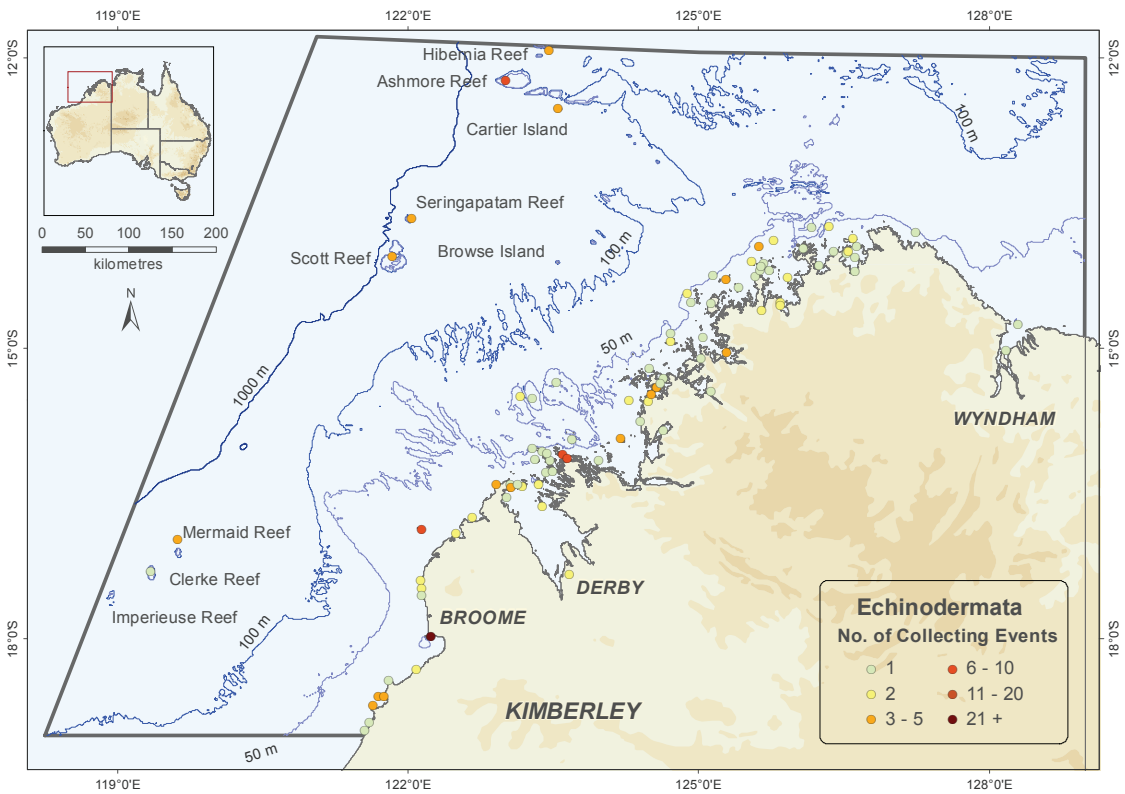 119°0'E 122°0'E 125°0'E 128°0'E
12°0'S 12°0'S
Hibernia Reef
Ashmore Reef
Cartier Island
100 m
Seringapatam Reef
0 50 100 150 200
kilometres
Scott Reef
Browse Island
100 m
N
15°0'S 15°0'S
50 m
1000 m
WYNDHAM
Mermaid Reef
Clerke Reef
DERBY
Imperieuse Reef
BROOME
100 m
18°0'S 18°0'S
Echinodermata
No. of Collecting Events
1 6 - 10
2 11 - 20
3 - 5 21 +
KIMBERLEY
50 m
119°0'E 122°0'E 125°0'E 128°0'E